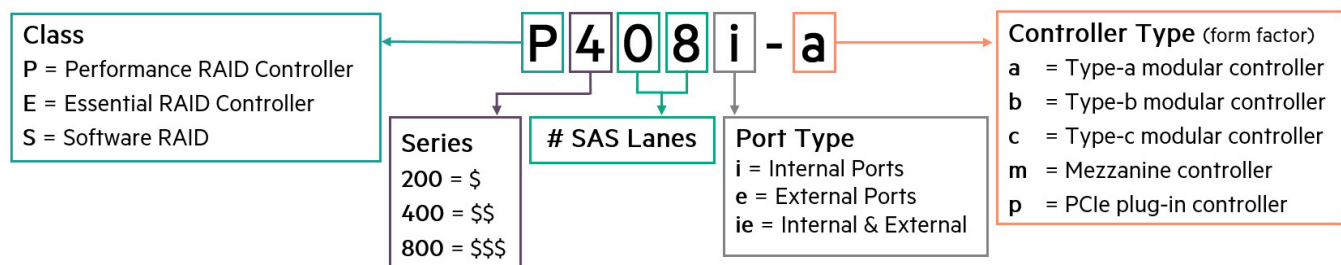 P408i-a
Class
P = Performance RAID Controller
E = Essential RAID Controller
S = Software RAID
Series
200 = $
400 = $$
800 = $$$
# SAS Lanes
Port Type
i = Internal Ports
e = External Ports
ie = Internal & External
Controller Type (form factor)
a = Type-a modular controller
b = Type-b modular controller
c = Type-c modular controller
m = Mezzanine controller
p = PCIe plug-in controller